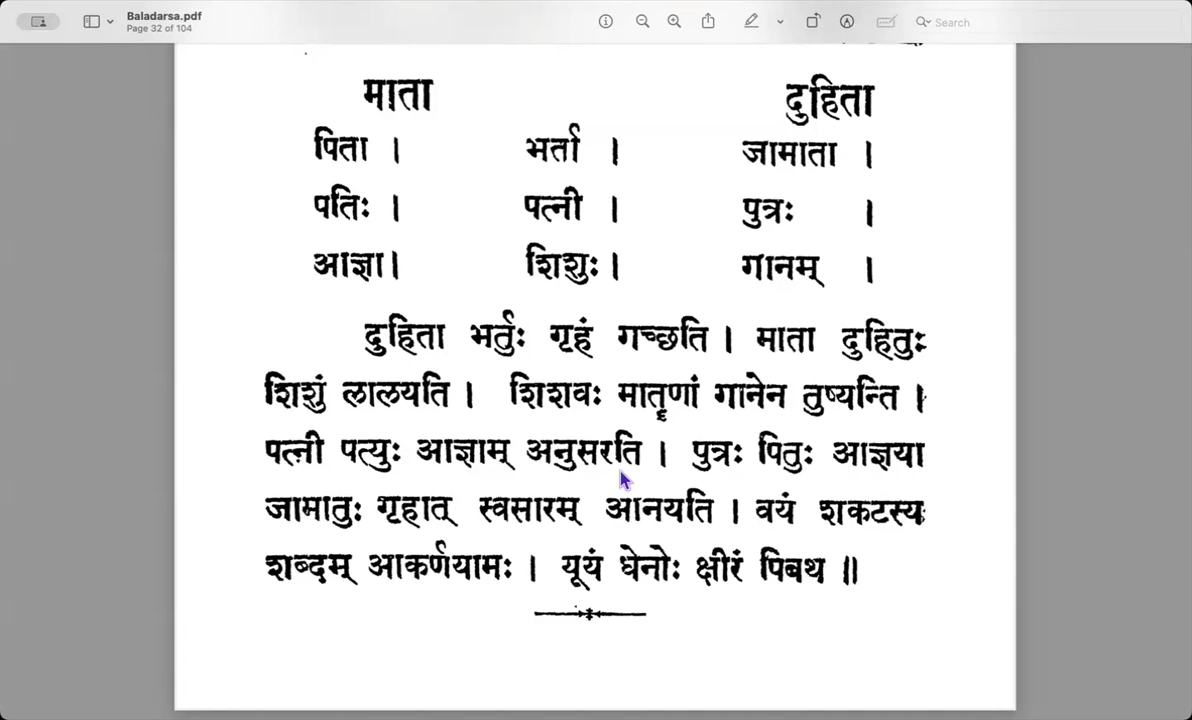 Baladarsa.pdf
Page 32 of 104
Search
माता दुहिता
पिता । भर्ता । जामाता ।
पतिः । पत्नी । पुत्रः ।
आज्ञा। शिशुः। गानम् ।
दुहिता भर्तुः गृहं गच्छति । माता दुहितुः
शिशुं लालयति । शिशवः मातॄणां गानेन तुष्यन्ति ।
पत्नी पत्युः आज्ञाम् अनुसरति । पुत्रः पितुः आज्ञया
जामातुः गृहात् स्वसारम् आनयति । वयं शकटस्य
शब्दम् आकर्णयामः । यूयं धेनोः क्षीरं पिबथ ॥